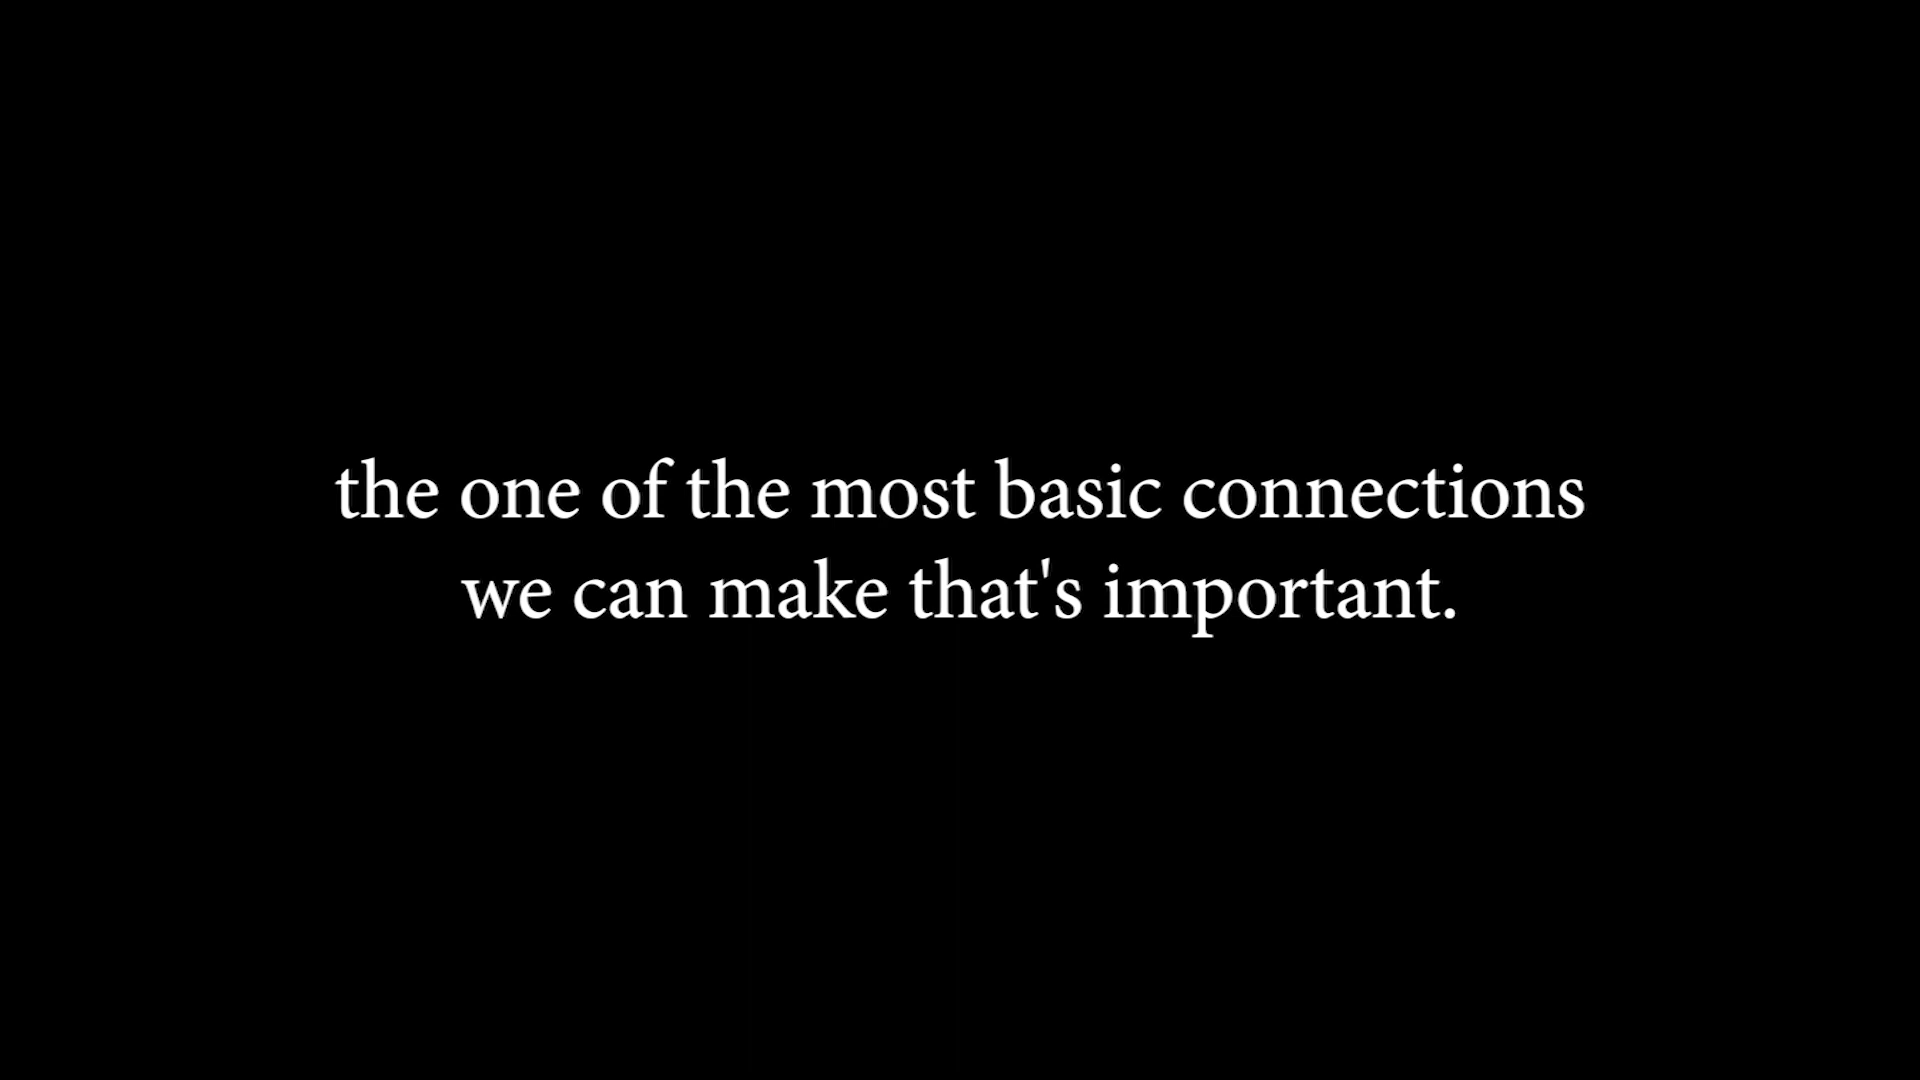 the one of the most basic connections
we can make that's important.